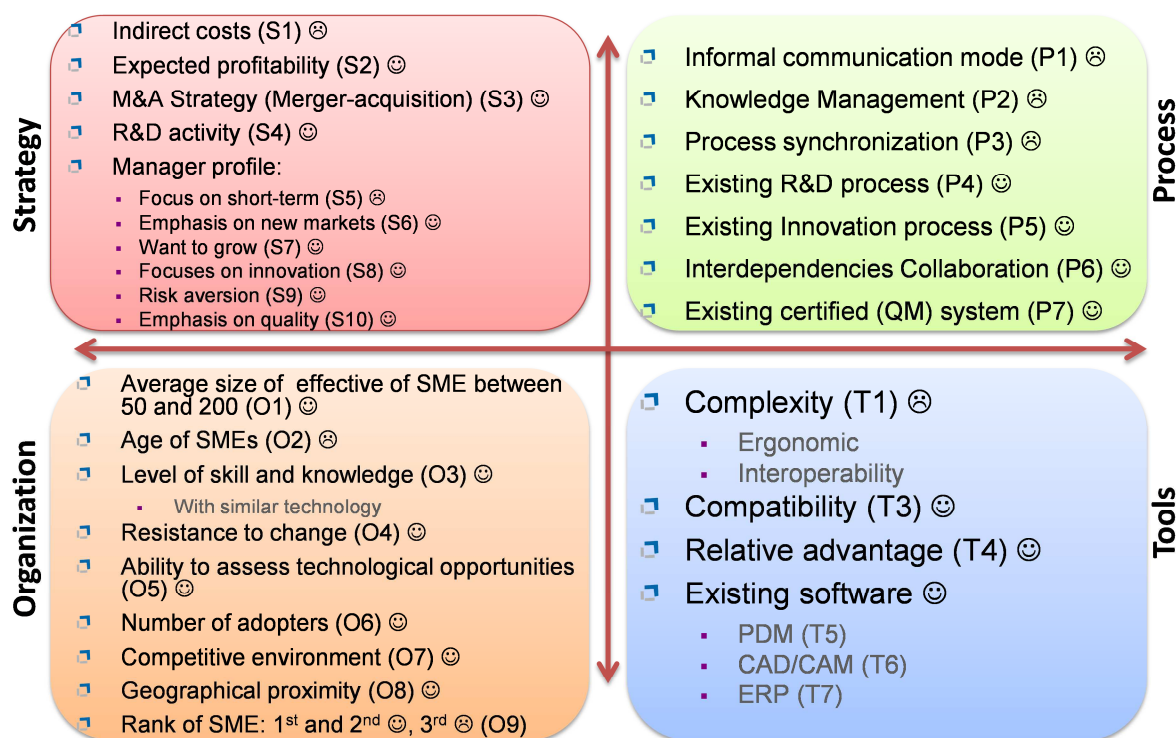 Strategy
Indirect costs (S1) ☹
Expected profitability (S2) ☺
M&A Strategy (Merger-acquisition) (S3) ☺
R&D activity (S4) ☺
Manager profile:
Focus on short-term (S5) ☹
Emphasis on new markets (S6) ☺
Want to grow (S7) ☺
Focuses on innovation (S8) ☺
Risk aversion (S9) ☺
Emphasis on quality (S10) ☺
Process
Informal communication mode (P1) ☹
Knowledge Management (P2) ☹
Process synchronization (P3) ☹
Existing R&D process (P4) ☺
Existing Innovation process (P5) ☺
Interdependencies Collaboration (P6) ☺
Existing certified (QM) system (P7) ☺
Organization
Average size of effective of SME between
50 and 200 (O1) ☺
Age of SMEs (O2) ☹
Level of skill and knowledge (O3) ☺
With similar technology
Resistance to change (O4) ☺
Ability to assess technological opportunities
(O5) ☺
Number of adopters (O6) ☺
Competitive environment (O7) ☺
Geographical proximity (O8) ☺
Rank of SME: 1st and 2nd ☺, 3rd ☹ (O9)
Tools
Complexity (T1) ☹
Ergonomic
Interoperability
Compatibility (T3) ☺
Relative advantage (T4) ☺
Existing software ☺
PDM (T5)
CAD/CAM (T6)
ERP (T7)